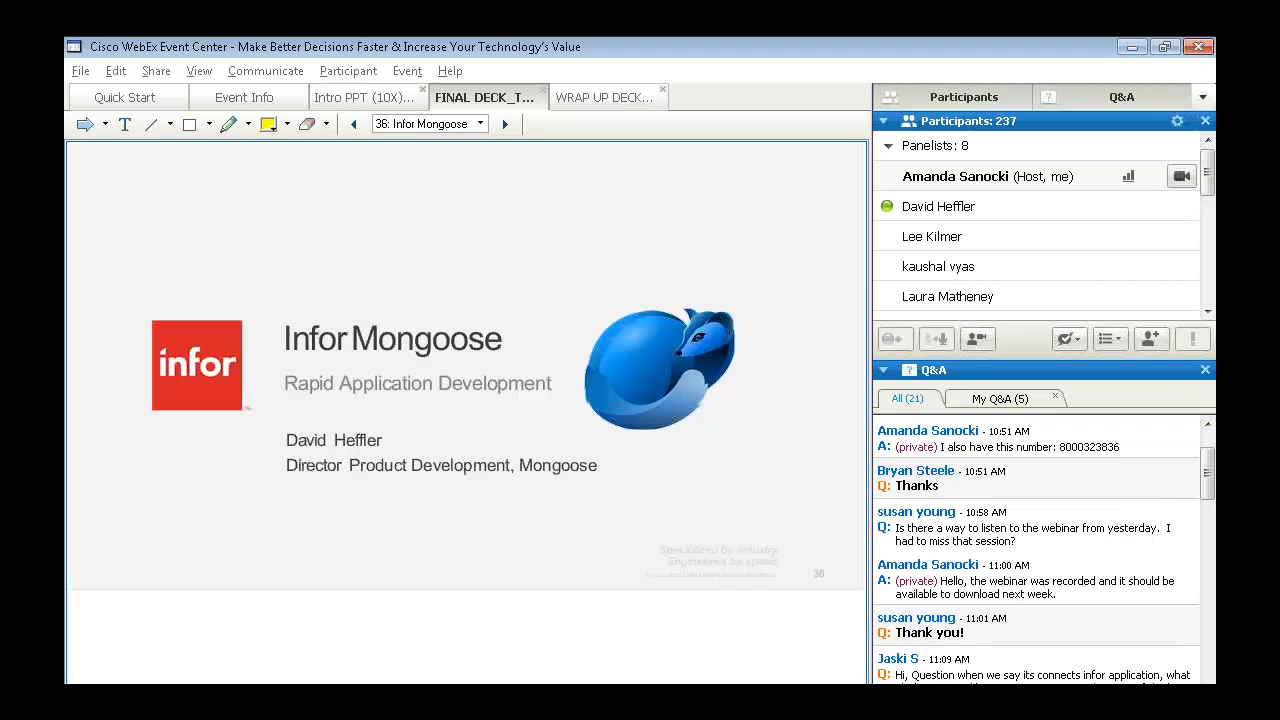 Cisco WebEx Event Center - Make Better Decisions Faster & Increase Your Technology's Value
File Edit Share View Communicate Participant Event Help
Quick Start Event Info Intro PPT (10X)... FINAL DECK_T... WRAP UP DECK...
36: Infor Mongoose
infor
Infor Mongoose
Rapid Application Development
David Heffler
Director Product Development, Mongoose
Specialized by industry.
Engineered for speed.
36
Participants Q&A
Participants: 237
Panelists: 8
Amanda Sanocki (Host, me)
David Heffler
Lee Kilmer
kaushal vyas
Laura Matheney
Q&A
All (21) My Q&A (5)
Amanda Sanocki - 10:51 AM
A: (private) I also have this number: 8000323836
Bryan Steele - 10:51 AM
Q: Thanks
susan young - 10:58 AM
Q: Is there a way to listen to the webinar from yesterday. I
had to miss that session?
Amanda Sanocki - 11:00 AM
A: (private) Hello, the webinar was recorded and it should be
available to download next week.
susan young - 11:01 AM
Q: Thank you!
Jaski S - 11:09 AM
Q: Hi, Question when we say its connects infor application, what